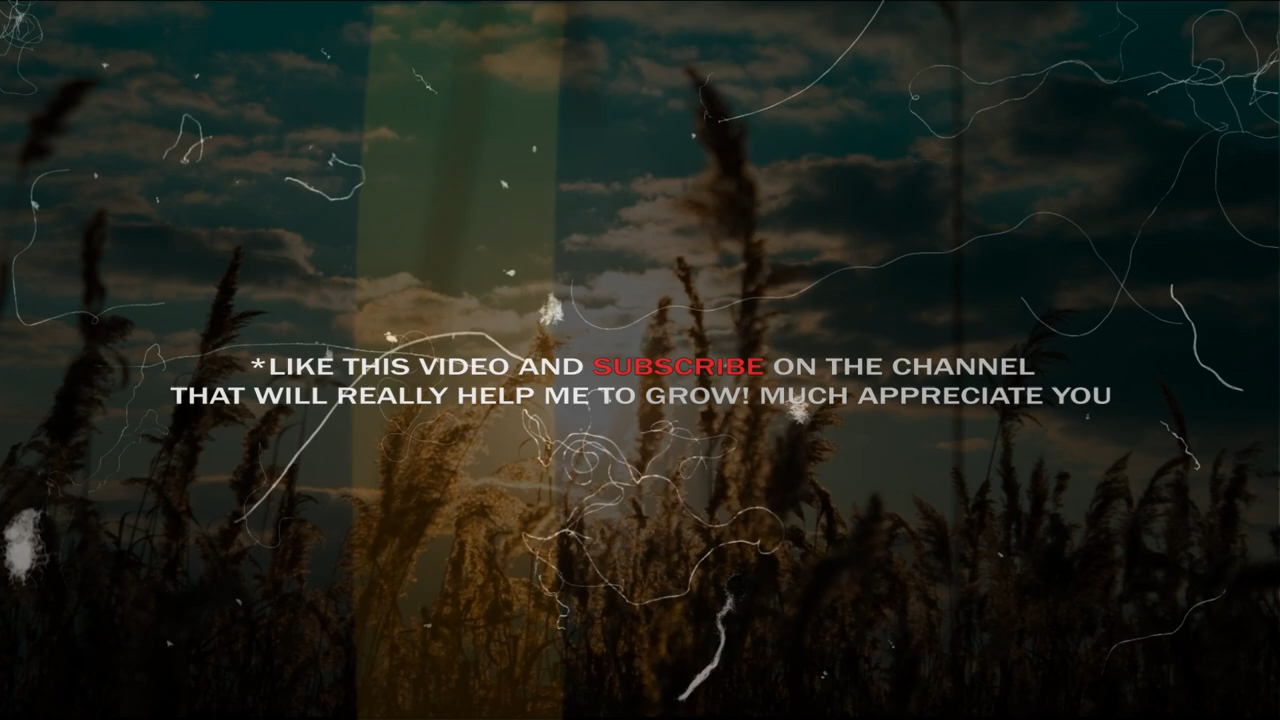 *LIKE THIS VIDEO AND SUBSCRIBE ON THE CHANNEL
THAT WILL REALLY HELP ME TO GROW! MUCH APPRECIATE YOU